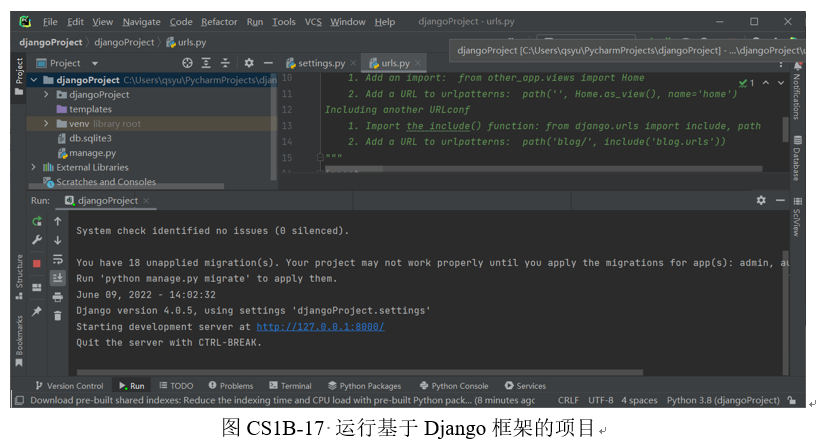 File Edit View Navigate Code Refactor Run Tools VCS Window Help djangoProject - urls.py
djangoProject djangoProject urls.py
djangoProject [C:\Users\qsyu\PycharmProjects\djangoProject] - ...\djangoProject\u
Project
settings.py urls.py
djangoProject C:\Users\qsyu\PycharmProjects\djan
djangoProject
templates
venv library root
db.sqlite3
manage.py
External Libraries
Scratches and Consoles
10 1. Add an import: from other_app.views import Home
11 2. Add a URL to urlpatterns: path('', Home.as_view(), name='home')
12 Including another URLconf
13 1. Import the include() function: from django.urls import include, path
14 2. Add a URL to urlpatterns: path('blog/', include('blog.urls'))
15 """
1
Project
Notifications
Database
SciView
Structure
Bookmarks
Run: djangoProject
System check identified no issues (0 silenced).
You have 18 unapplied migration(s). Your project may not work properly until you apply the migrations for app(s): admin, au
Run 'python manage.py migrate' to apply them.
June 09, 2022 - 14:02:32
Django version 4.0.5, using settings 'djangoProject.settings'
Starting development server at http://127.0.0.1:8000/
Quit the server with CTRL-BREAK.
Version Control Run TODO Problems Terminal Python Packages Python Console Services
Download pre-built shared indexes: Reduce the indexing time and CPU load with pre-built Python pack... (8 minutes agc CRLF UTF-8 4 spaces Python 3.8 (djangoProject)
图 CS1B-17 运行基于 Django 框架的项目